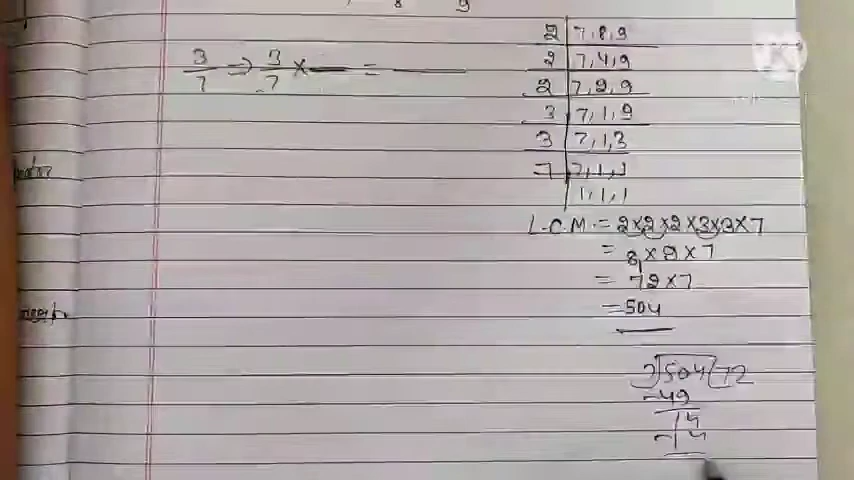 8 9
3/7 ⇒ 3/7 × — = —
2 | 7, 8, 9
2 | 7, 4, 9
2 | 7, 2, 9
3 | 7, 1, 9
3 | 7, 1, 3
7 | 7, 1, 1
1, 1, 1
L.C.M. = 2×2×2×3×3×7
= 8×9×7
= 72×7
= 504
7)504(72
-49
14
-14